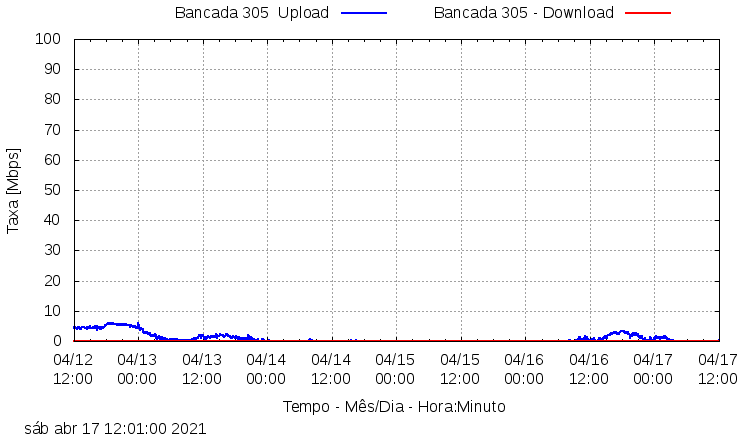 Bancada 305 Upload
Bancada 305 - Download
100
90
80
70
60
50
40
30
20
10
0
Taxa [Mbps]
04/12 04/13 04/13 04/14 04/14 04/15 04/15 04/16 04/16 04/17 04/17
12:00 00:00 12:00 00:00 12:00 00:00 12:00 00:00 12:00 00:00 12:00
Tempo - Mês/Dia - Hora:Minuto
sáb abr 17 12:01:00 2021